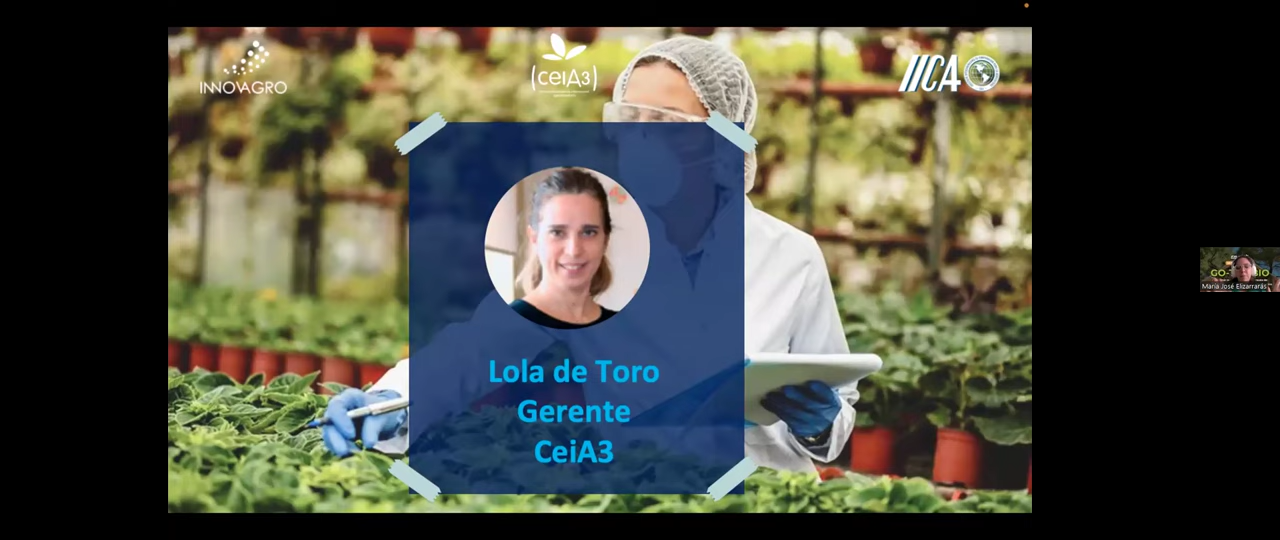 INNOVAGRO
(ceiA3)
IICA
Lola de Toro
Gerente
CeiA3
María José Elizarrarás